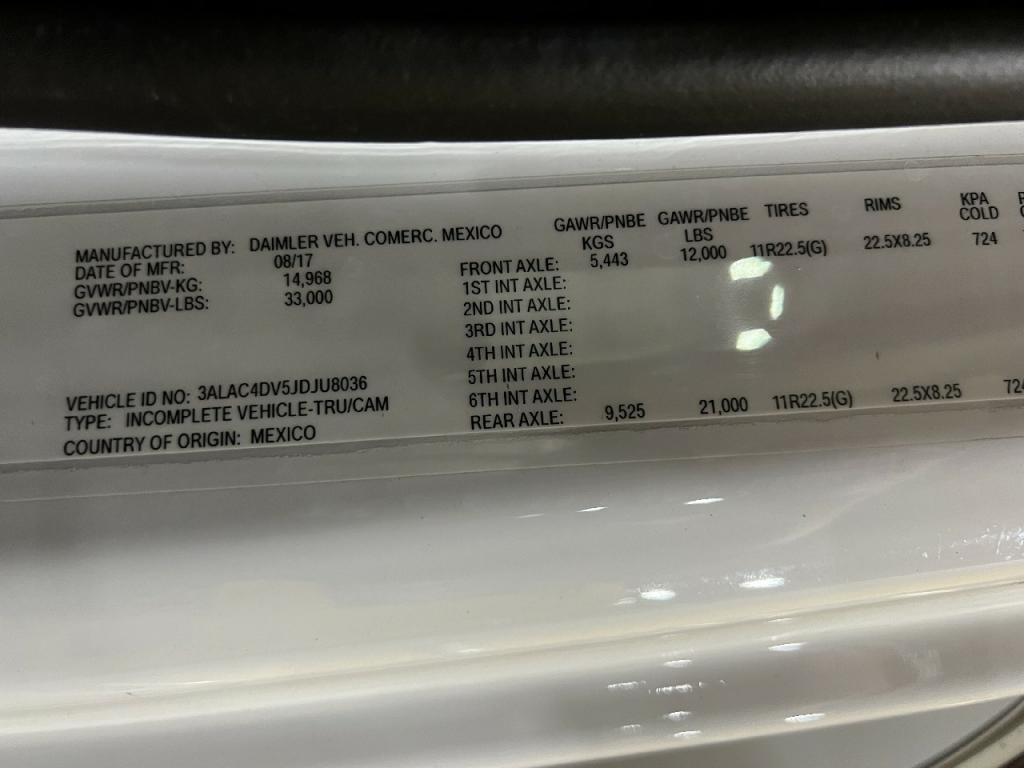 MANUFACTURED BY: DAIMLER VEH. COMERC. MEXICO
DATE OF MFR: 08/17
GVWR/PNBV-KG: 14,968
GVWR/PNBV-LBS: 33,000
VEHICLE ID NO: 3ALAC4DV5JDJU8036
TYPE: INCOMPLETE VEHICLE-TRU/CAM
COUNTRY OF ORIGIN: MEXICO
GAWR/PNBE GAWR/PNBE TIRES RIMS KPA
KGS LBS COLD
FRONT AXLE: 5,443 12,000 11R22.5(G) 22.5X8.25 724
1ST INT AXLE:
2ND INT AXLE:
3RD INT AXLE:
4TH INT AXLE:
5TH INT AXLE:
6TH INT AXLE:
REAR AXLE: 9,525 21,000 11R22.5(G) 22.5X8.25 724